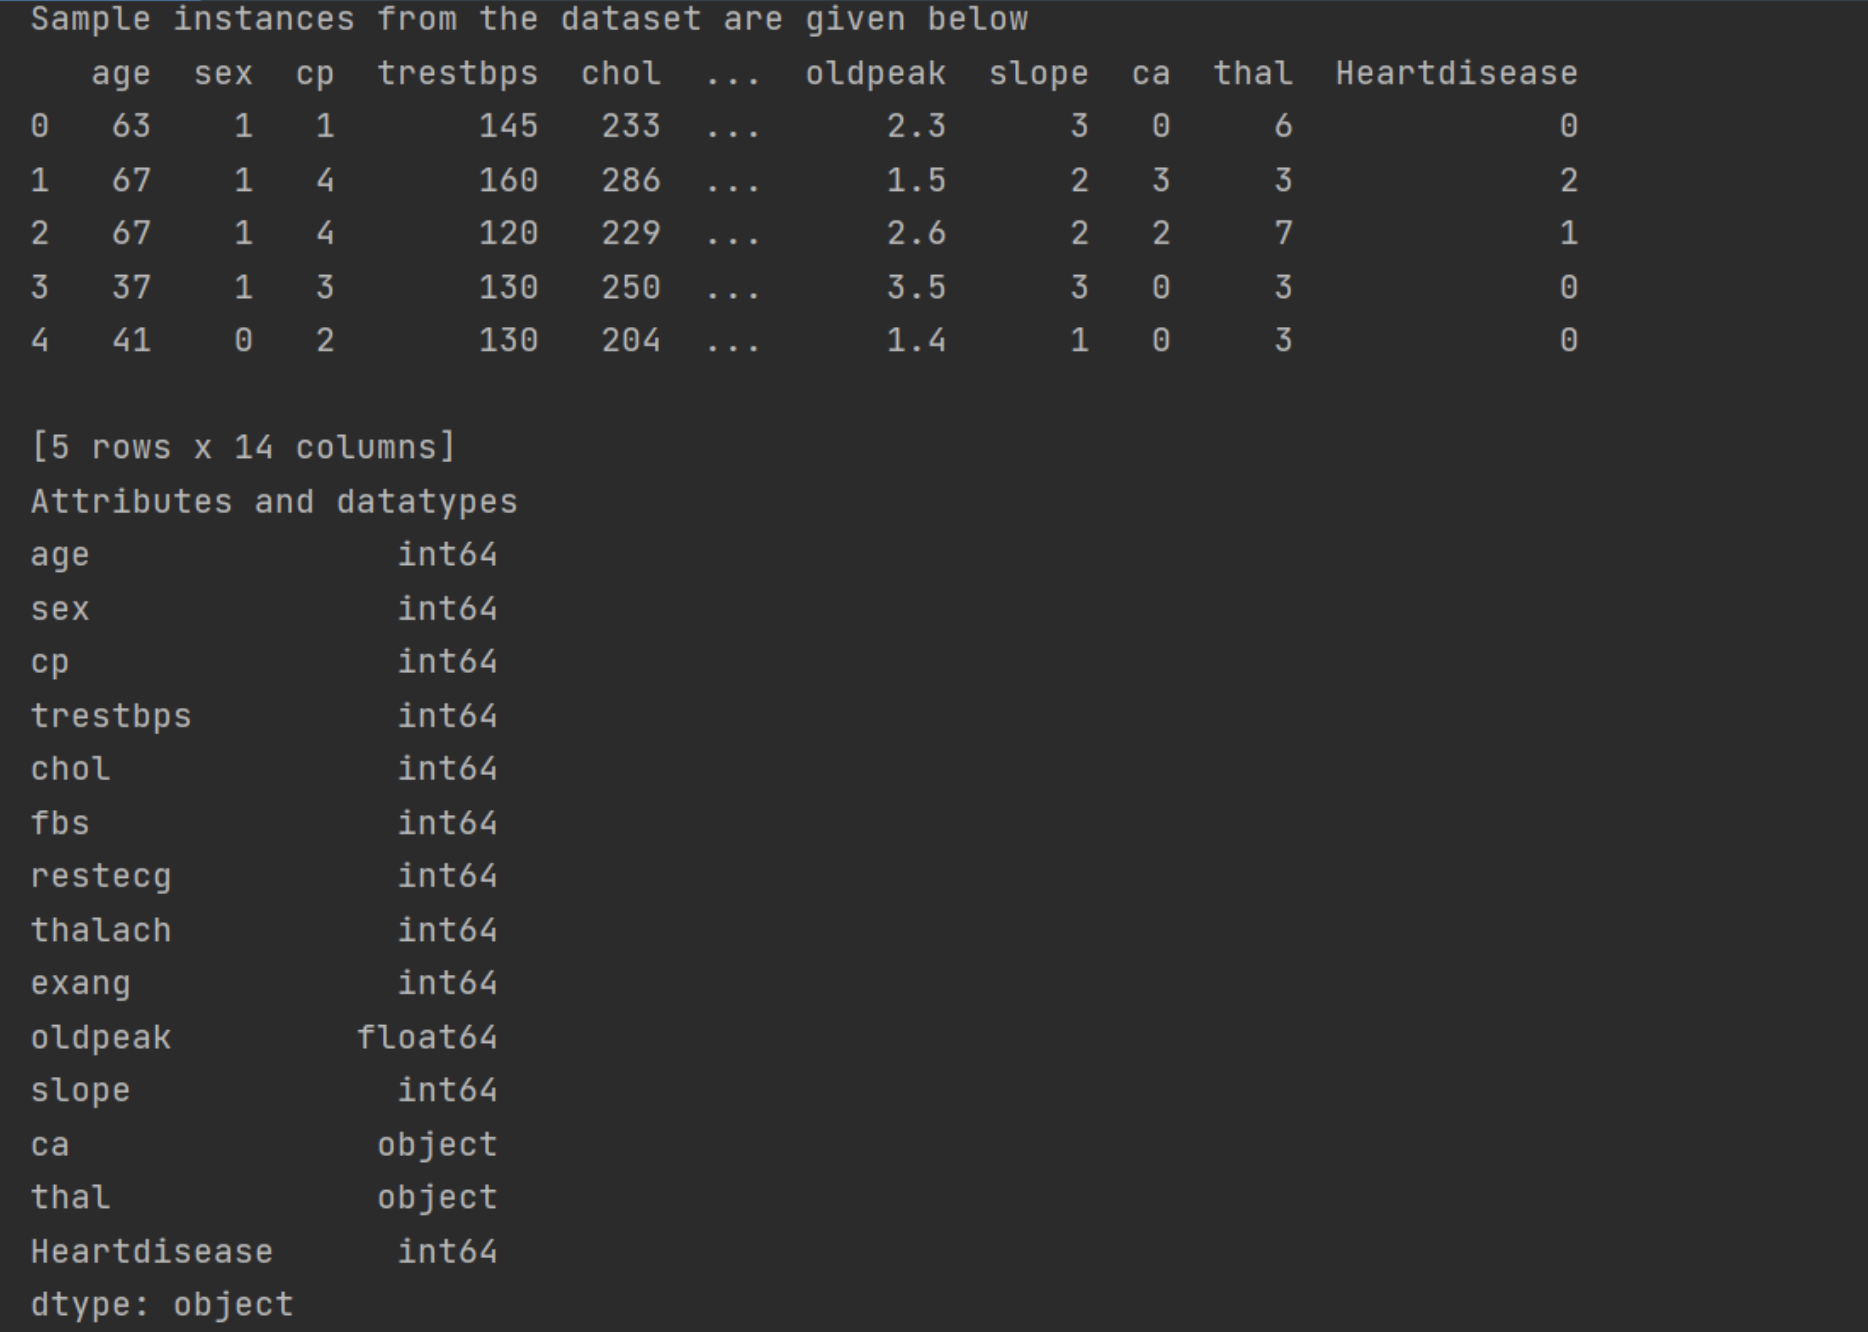 Sample instances from the dataset are given below
   age  sex  cp  trestbps  chol  ...  oldpeak  slope  ca  thal  Heartdisease
0   63    1   1       145   233  ...      2.3      3   0     6             0
1   67    1   4       160   286  ...      1.5      2   3     3             2
2   67    1   4       120   229  ...      2.6      2   2     7             1
3   37    1   3       130   250  ...      3.5      3   0     3             0
4   41    0   2       130   204  ...      1.4      1   0     3             0
[5 rows x 14 columns]
Attributes and datatypes
age               int64
sex               int64
cp                int64
trestbps          int64
chol              int64
fbs               int64
restecg           int64
thalach           int64
exang             int64
oldpeak         float64
slope             int64
ca               object
thal             object
Heartdisease      int64
dtype: object